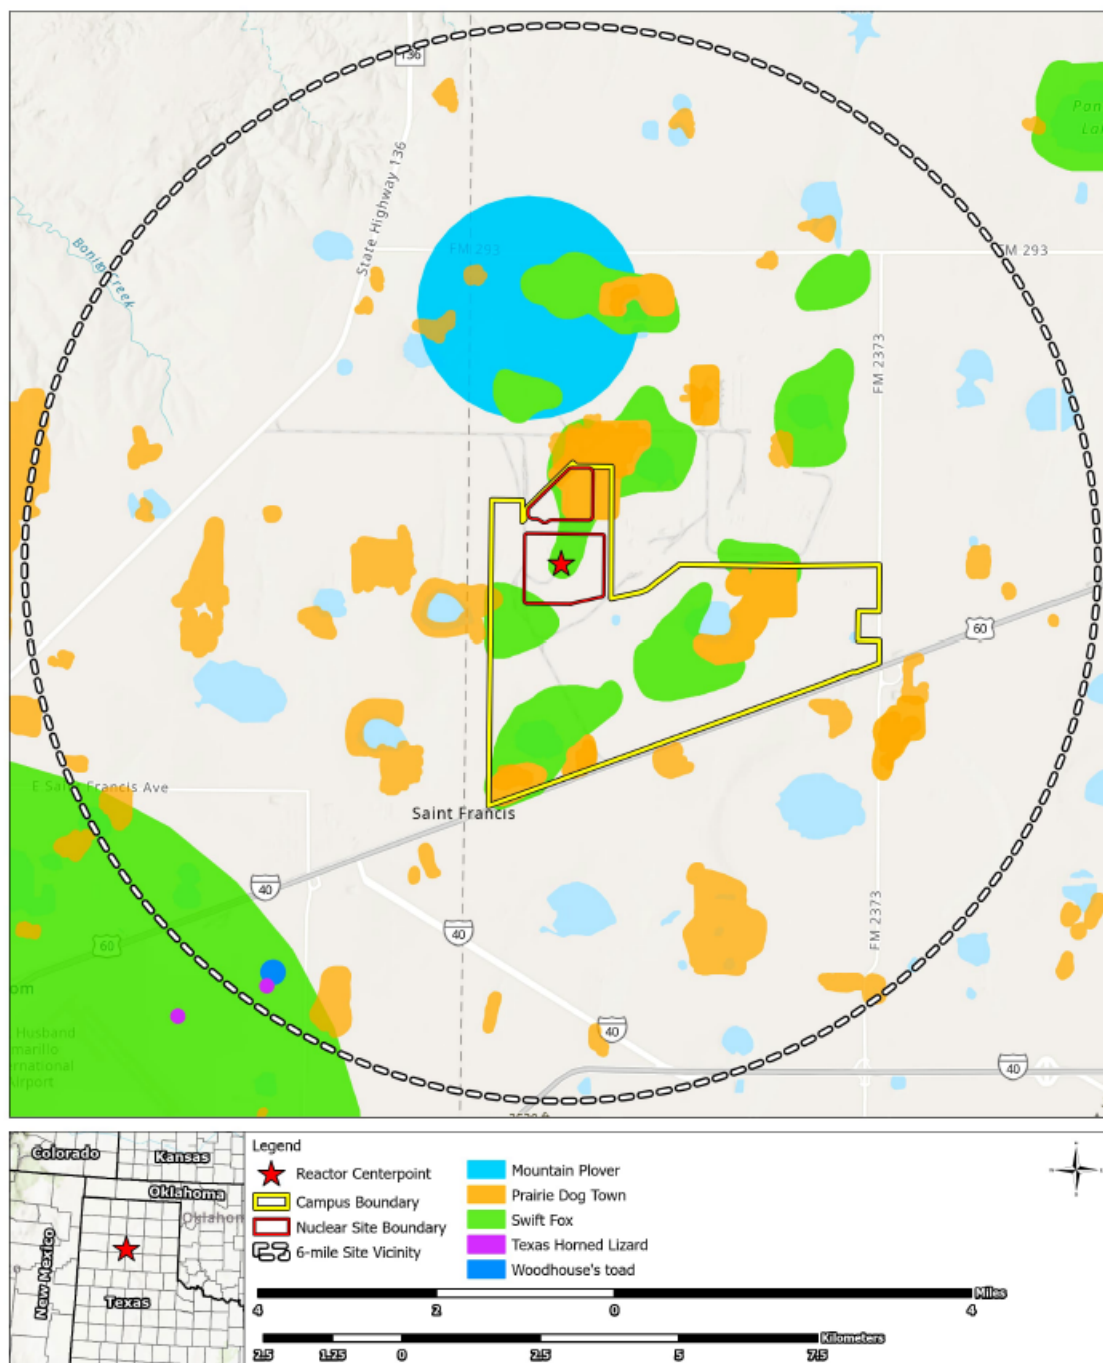 136
State Highway 136
Bonita Creek
FM 293
FM 293
FM 2373
60
E Saint Francis Ave
Saint Francis
40
60
40
FM 2373
Husband
40
40
Airport
Colorado
Kansas
Oklahoma
New Mexico
Texas
Legend
Reactor Centerpoint
Campus Boundary
Nuclear Site Boundary
6-mile Site Vicinity
Mountain Plover
Prairie Dog Town
Swift Fox
Texas Horned Lizard
Woodhouse's toad
4 2 0 4 Miles
2.5 1.25 0 2.5 5 7.5 Kilometers